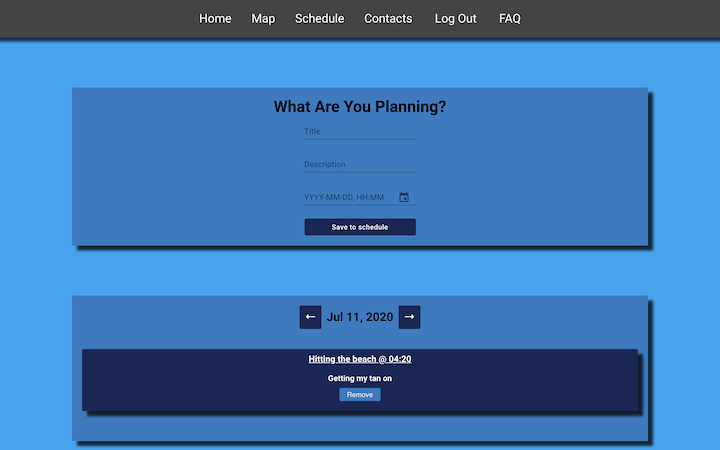 Home Map Schedule Contacts Log Out FAQ
What Are You Planning?
Title
Description
YYYY-MM-DD, HH:MM
Save to schedule
← Jul 11, 2020 →
Hitting the beach @ 04:20
Getting my tan on
Remove